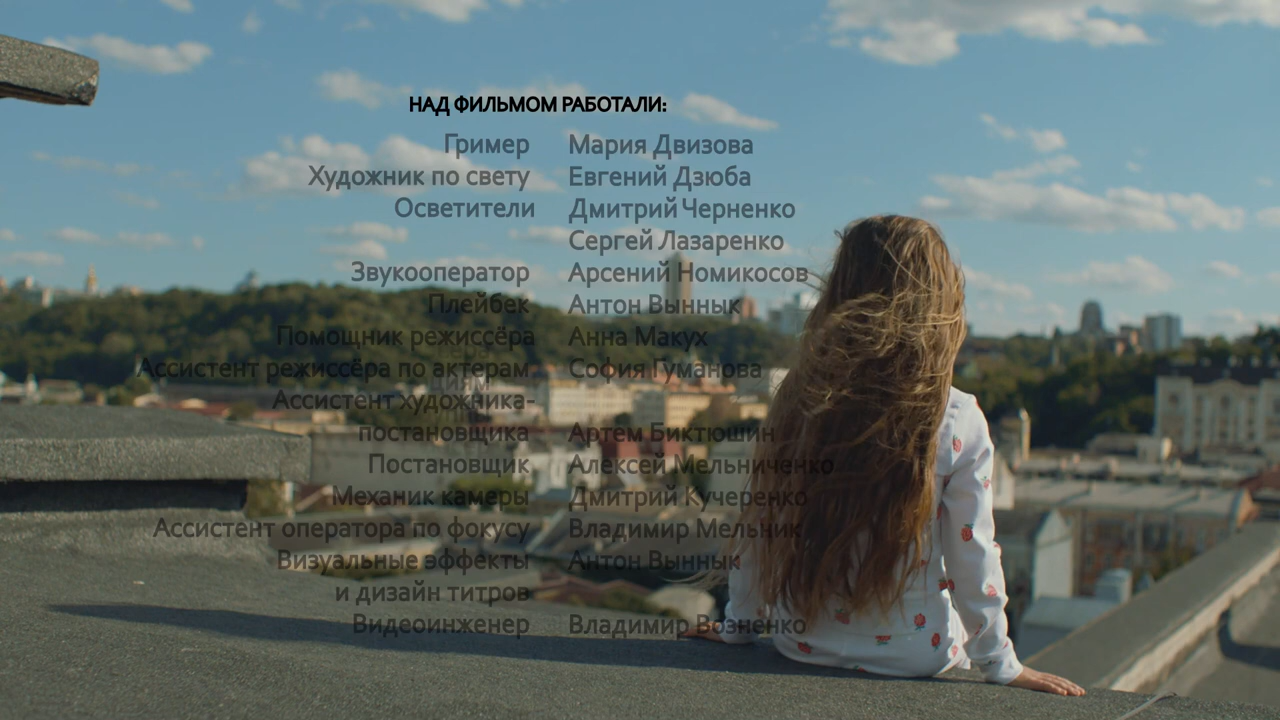 НАД ФИЛЬМОМ РАБОТАЛИ:
Гример Мария Двизова
Художник по свету Евгений Дзюба
Осветители Дмитрий Черненко
Сергей Лазаренко
Звукооператор Арсений Номикосов
Плейбек Антон Вынник
Помощник режиссёра Анна Макух
Ассистент режиссёра по актерам София Гуманова
Ассистент художника-
постановщика Артем Биктюшин
Постановщик Алексей Мельниченко
Механик камеры Дмитрий Кучеренко
Ассистент оператора по фокусу Владимир Мельник
Визуальные эффекты Антон Вынник
и дизайн титров
Видеоинженер Владимир Возненко